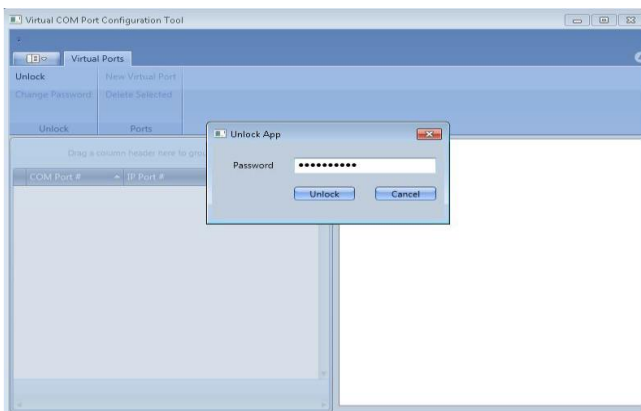 Virtual COM Port Configuration Tool
Virtual Ports
Unlock
New Virtual Port
Change Password
Delete Selected
Unlock
Ports
Drag a column header here to grou
COM Port #
IP Port #
Unlock App
Password
••••••••••
Unlock
Cancel